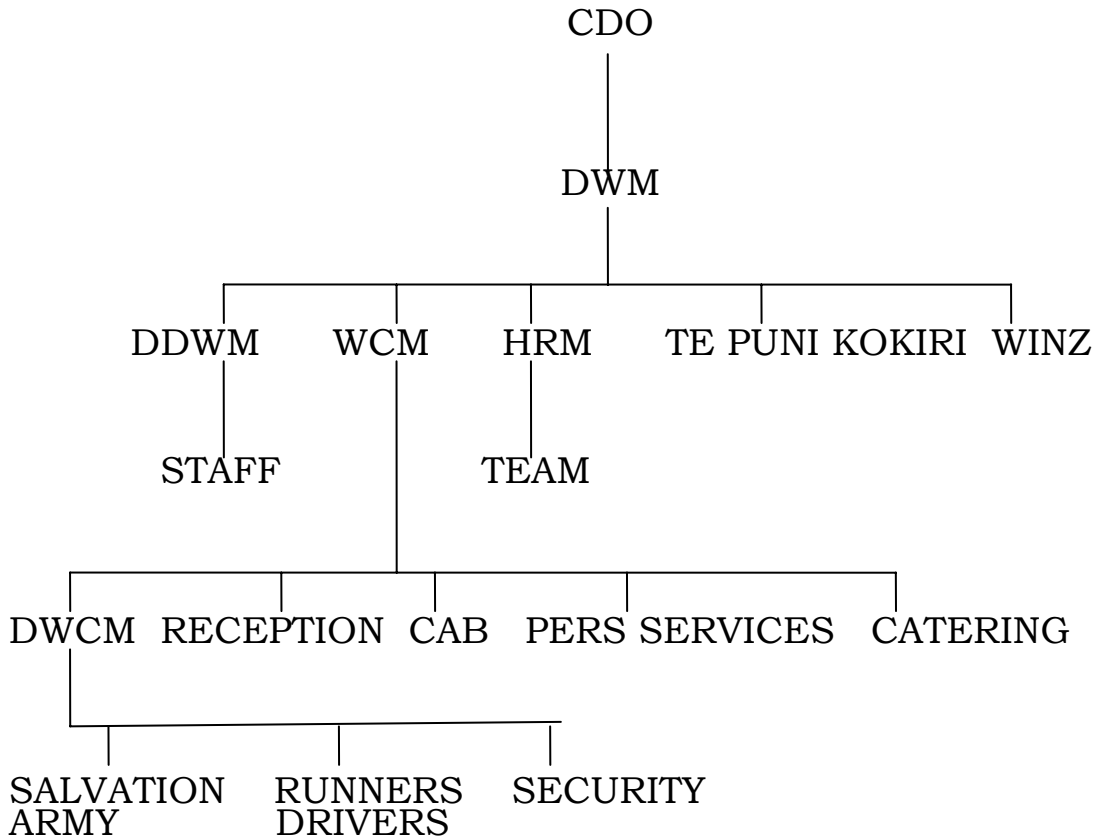 CDO
DWM
DDWM WCM HRM TE PUNI KOKIRI WINZ
STAFF TEAM
DWCM RECEPTION CAB PERS SERVICES CATERING
SALVATION RUNNERS SECURITY
ARMY DRIVERS